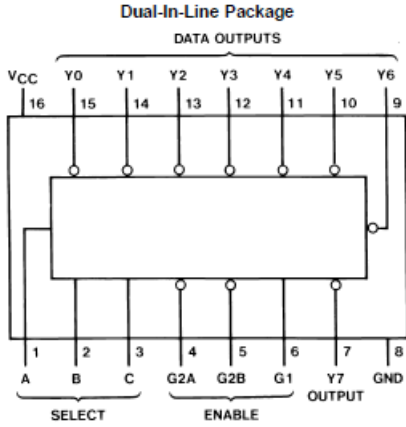 Dual-In-Line Package
DATA OUTPUTS
VCC Y0 Y1 Y2 Y3 Y4 Y5 Y6
16 15 14 13 12 11 10 9
1 2 3 4 5 6 7 8
A B C G2A G2B G1 Y7 GND
OUTPUT
SELECT ENABLE